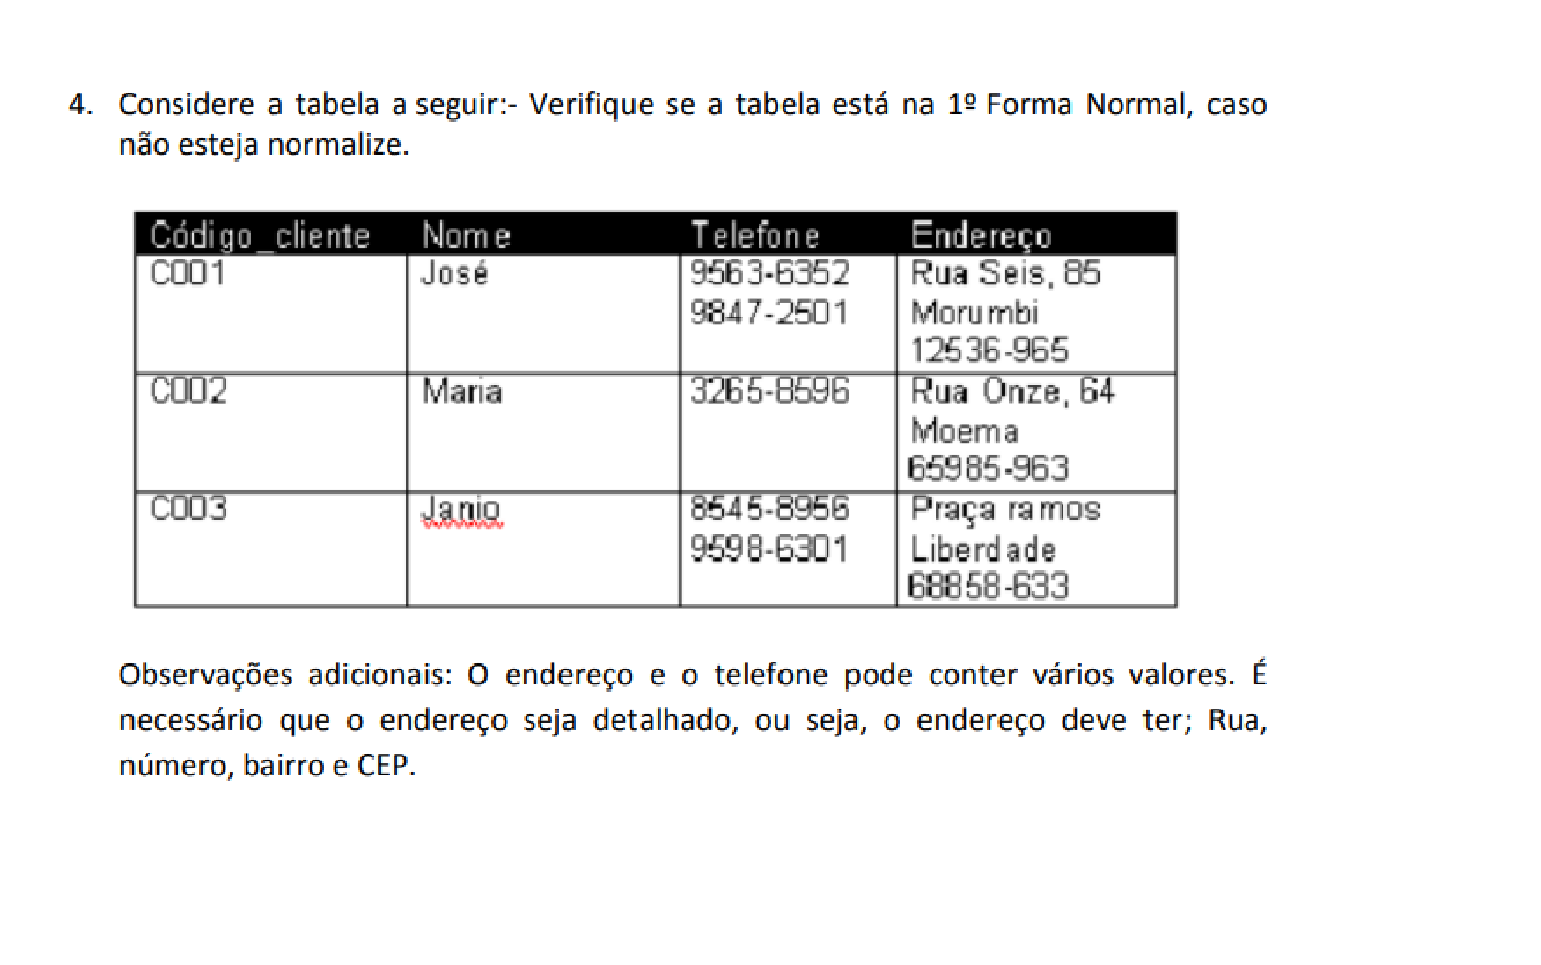 4. Considere a tabela a seguir:- Verifique se a tabela está na 1º Forma Normal, caso
não esteja normalize.
Código_cliente Nome Telefone Endereço
C001 José 9563-6352 Rua Seis, 85
9847-2501 Morumbi
12536-965
C002 Maria 3265-8596 Rua Onze, 64
Moema
65985-963
C003 Janio 8545-8956 Praça ramos
9598-6301 Liberdade
68858-633
Observações adicionais: O endereço e o telefone pode conter vários valores. É
necessário que o endereço seja detalhado, ou seja, o endereço deve ter; Rua,
número, bairro e CEP.